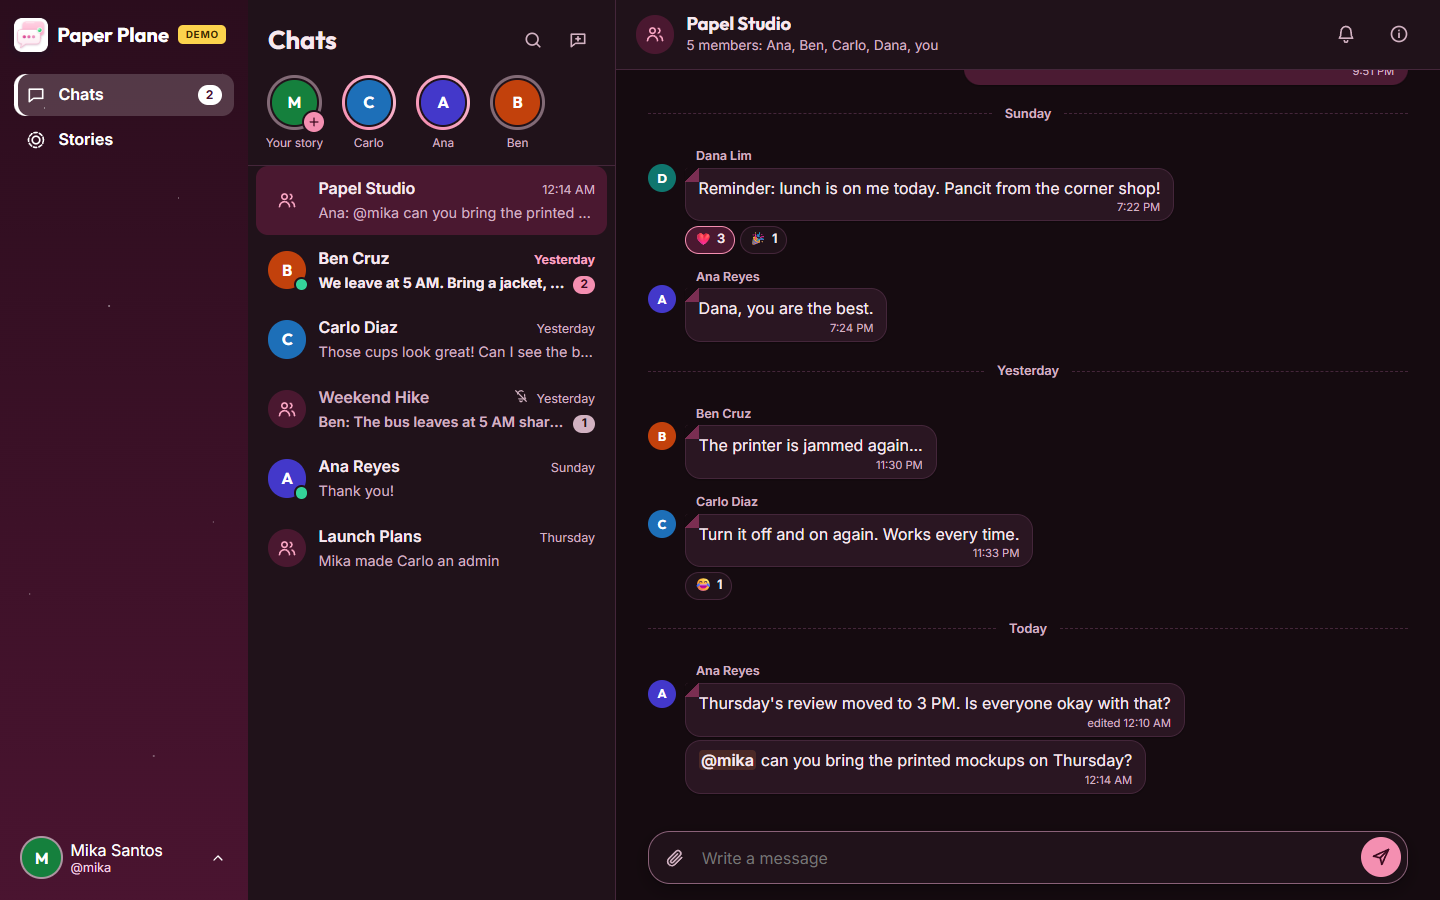 Paper Plane DEMO
Chats 2
Stories
M
Mika Santos
@mika
Chats
M C A B
Your story Carlo Ana Ben
Papel Studio 12:14 AM
Ana: @mika can you bring the printed ...
B
Ben Cruz Yesterday
We leave at 5 AM. Bring a jacket, ... 2
C
Carlo Diaz Yesterday
Those cups look great! Can I see the b...
Weekend Hike Yesterday
Ben: The bus leaves at 5 AM shar... 1
A
Ana Reyes Sunday
Thank you!
Launch Plans Thursday
Mika made Carlo an admin
Papel Studio
5 members: Ana, Ben, Carlo, Dana, you
9:51 PM
Sunday
Dana Lim
D
Reminder: lunch is on me today. Pancit from the corner shop!
7:22 PM
3 1
Ana Reyes
A
Dana, you are the best.
7:24 PM
Yesterday
Ben Cruz
B
The printer is jammed again...
11:30 PM
Carlo Diaz
C
Turn it off and on again. Works every time.
11:33 PM
1
Today
Ana Reyes
A
Thursday's review moved to 3 PM. Is everyone okay with that?
edited 12:10 AM
@mika can you bring the printed mockups on Thursday?
12:14 AM
Write a message